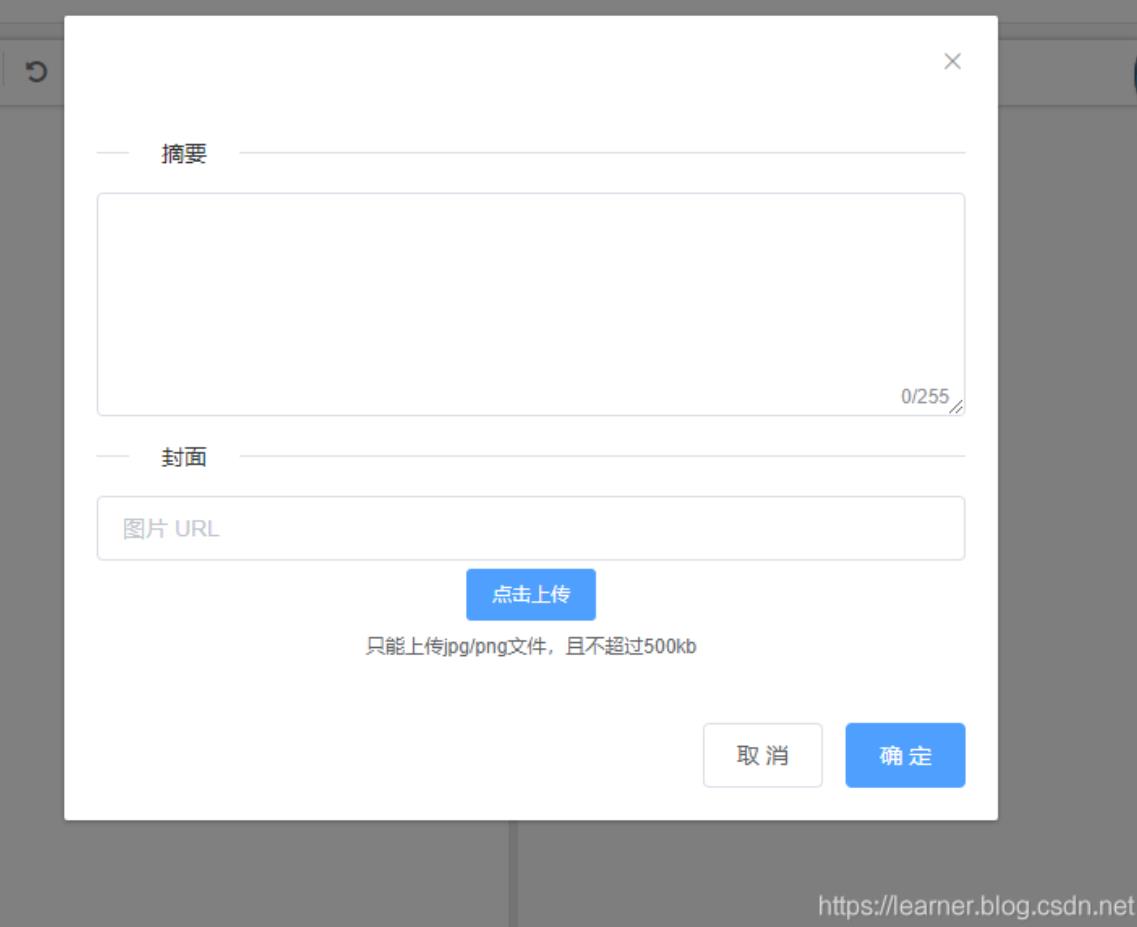 摘要
0/255
封面
图片 URL
点击上传
只能上传jpg/png文件，且不超过500kb
取 消
确 定
https://learner.blog.csdn.net